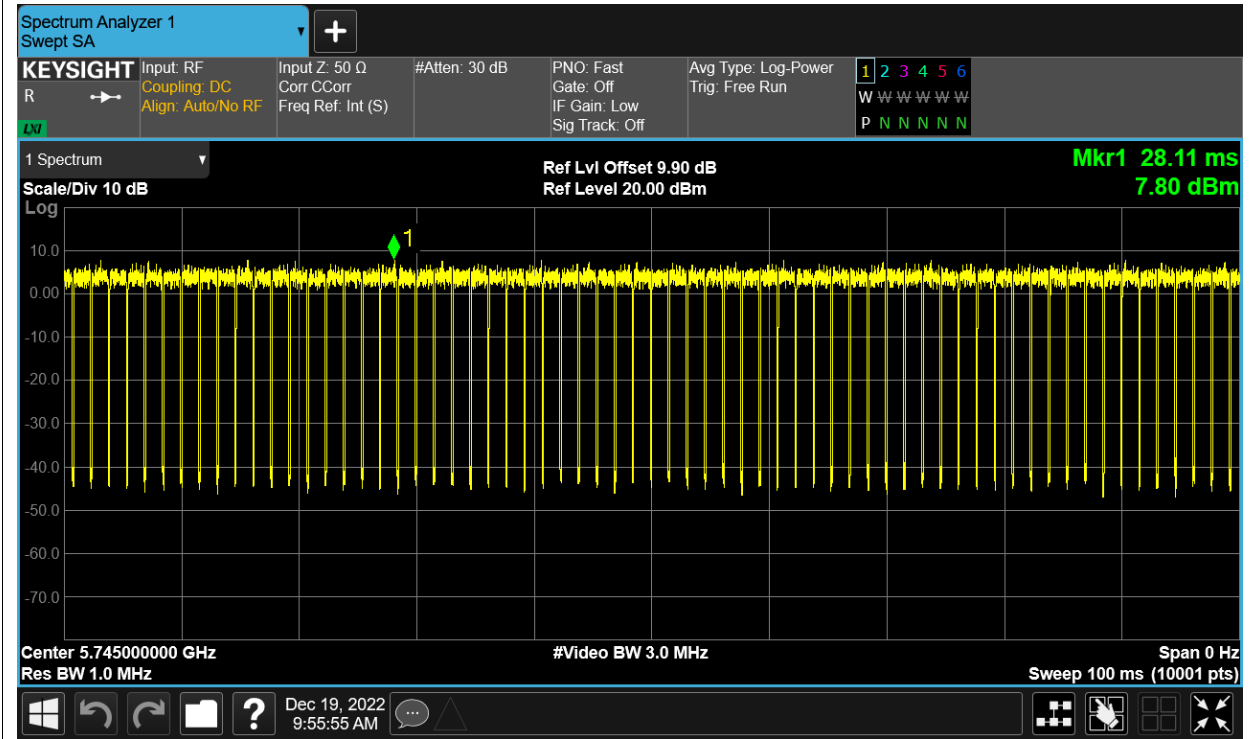 Spectrum Analyzer 1
Swept SA
KEYSIGHT
R
LXI
Input: RF
Coupling: DC
Align: Auto/No RF
Input Z: 50 Ω
Corr CCorr
Freq Ref: Int (S)
#Atten: 30 dB
PNO: Fast
Gate: Off
IF Gain: Low
Sig Track: Off
Avg Type: Log-Power
Trig: Free Run
1 2 3 4 5 6
W W W W W W
P N N N N N
1 Spectrum
Scale/Div 10 dB
Log
Ref Lvl Offset 9.90 dB
Ref Level 20.00 dBm
Mkr1 28.11 ms
7.80 dBm
1
10.0
0.00
-10.0
-20.0
-30.0
-40.0
-50.0
-60.0
-70.0
Center 5.745000000 GHz
Res BW 1.0 MHz
#Video BW 3.0 MHz
Span 0 Hz
Sweep 100 ms (10001 pts)
?
Dec 19, 2022
9:55:55 AM